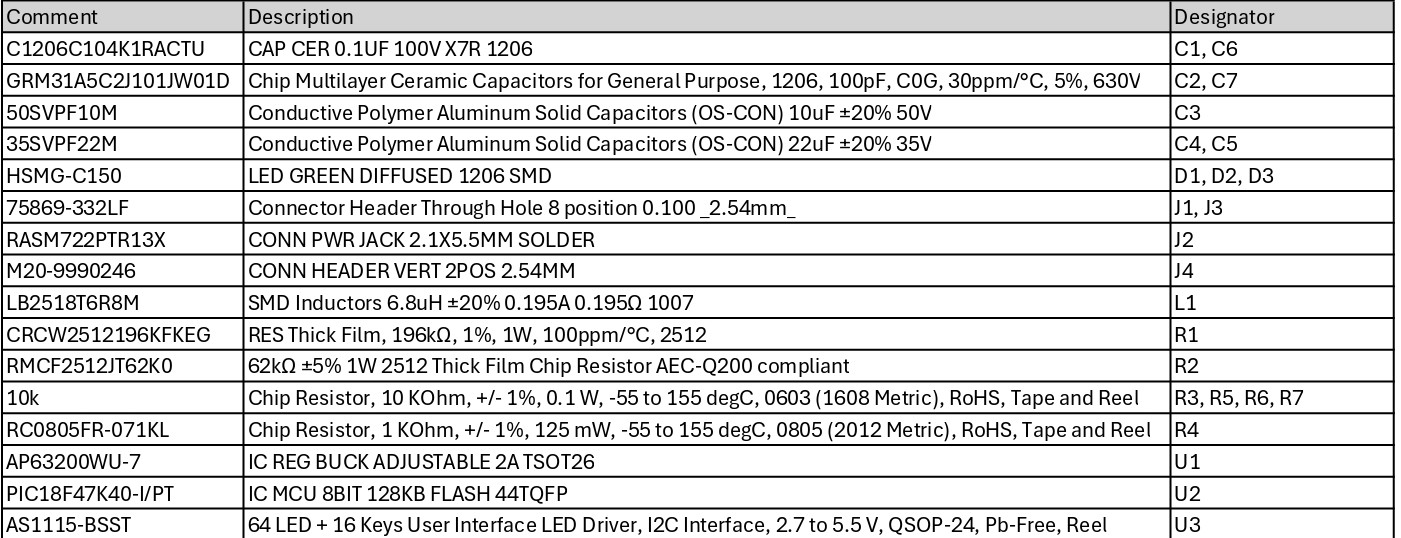 Comment Description Designator
C1206C104K1RACTU CAP CER 0.1UF 100V X7R 1206 C1, C6
GRM31A5C2J101JW01D Chip Multilayer Ceramic Capacitors for General Purpose, 1206, 100pF, C0G, 30ppm/°C, 5%, 630V C2, C7
50SVPF10M Conductive Polymer Aluminum Solid Capacitors (OS-CON) 10uF ±20% 50V C3
35SVPF22M Conductive Polymer Aluminum Solid Capacitors (OS-CON) 22uF ±20% 35V C4, C5
HSMG-C150 LED GREEN DIFFUSED 1206 SMD D1, D2, D3
75869-332LF Connector Header Through Hole 8 position 0.100 _2.54mm_ J1, J3
RASM722PTR13X CONN PWR JACK 2.1X5.5MM SOLDER J2
M20-9990246 CONN HEADER VERT 2POS 2.54MM J4
LB2518T6R8M SMD Inductors 6.8uH ±20% 0.195A 0.195Ω 1007 L1
CRCW2512196KFKEG RES Thick Film, 196kΩ, 1%, 1W, 100ppm/°C, 2512 R1
RMCF2512JT62K0 62kΩ ±5% 1W 2512 Thick Film Chip Resistor AEC-Q200 compliant R2
10k Chip Resistor, 10 KOhm, +/- 1%, 0.1 W, -55 to 155 degC, 0603 (1608 Metric), RoHS, Tape and Reel R3, R5, R6, R7
RC0805FR-071KL Chip Resistor, 1 KOhm, +/- 1%, 125 mW, -55 to 155 degC, 0805 (2012 Metric), RoHS, Tape and Reel R4
AP63200WU-7 IC REG BUCK ADJUSTABLE 2A TSOT26 U1
PIC18F47K40-I/PT IC MCU 8BIT 128KB FLASH 44TQFP U2
AS1115-BSST 64 LED + 16 Keys User Interface LED Driver, I2C Interface, 2.7 to 5.5 V, QSOP-24, Pb-Free, Reel U3